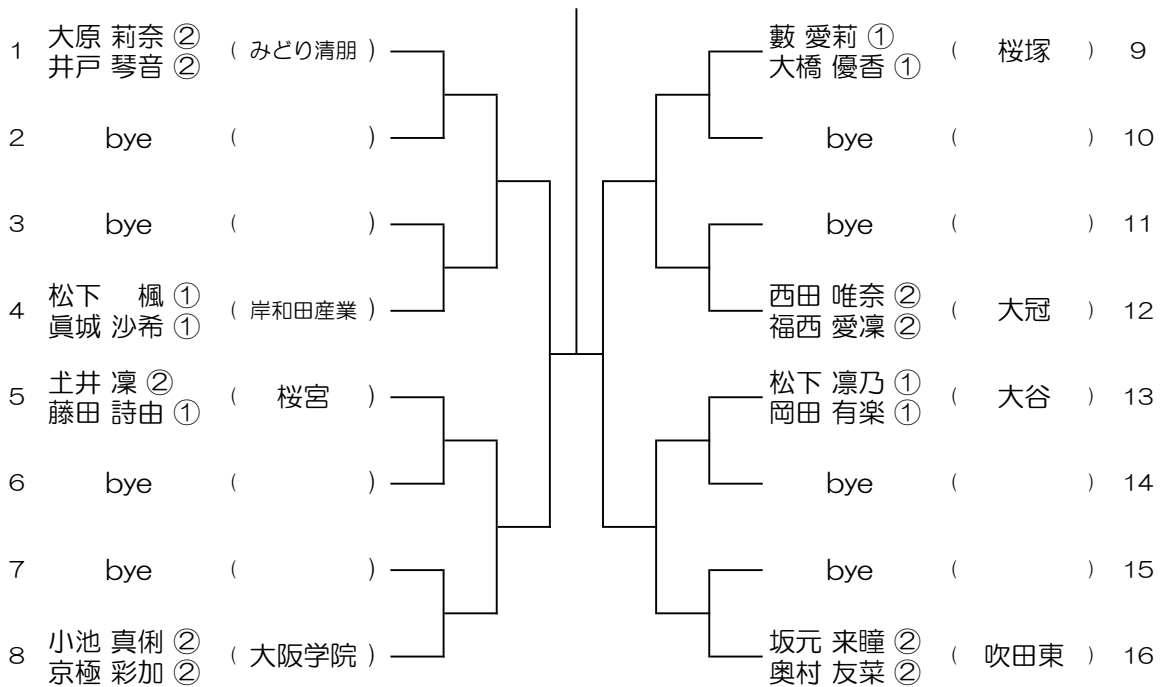 1 大原 莉奈 ② ( みどり清朋 )
井戸 琴音 ②
2 bye ( )
3 bye ( )
4 松下 楓 ① ( 岸和田産業 )
眞城 沙希 ①
5 圡井 凜 ② ( 桜宮 )
藤田 詩由 ①
6 bye ( )
7 bye ( )
8 小池 真俐 ② ( 大阪学院 )
京極 彩加 ②
藪 愛莉 ① ( 桜塚 ) 9
大橋 優香 ①
bye ( ) 10
bye ( ) 11
西田 唯奈 ② ( 大冠 ) 12
福西 愛凜 ②
松下 凛乃 ① ( 大谷 ) 13
岡田 有楽 ①
bye ( ) 14
bye ( ) 15
坂元 来瞳 ② ( 吹田東 ) 16
奥村 友菜 ②